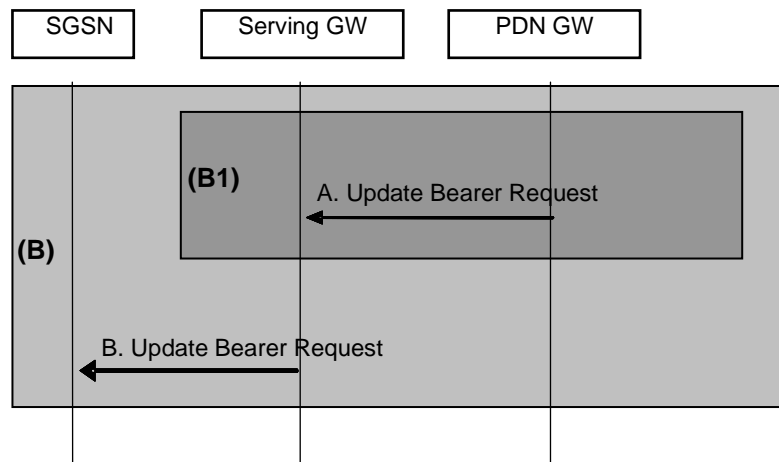 SGSN
Serving GW
PDN GW
(B1)
A. Update Bearer Request
(B)
B. Update Bearer Request